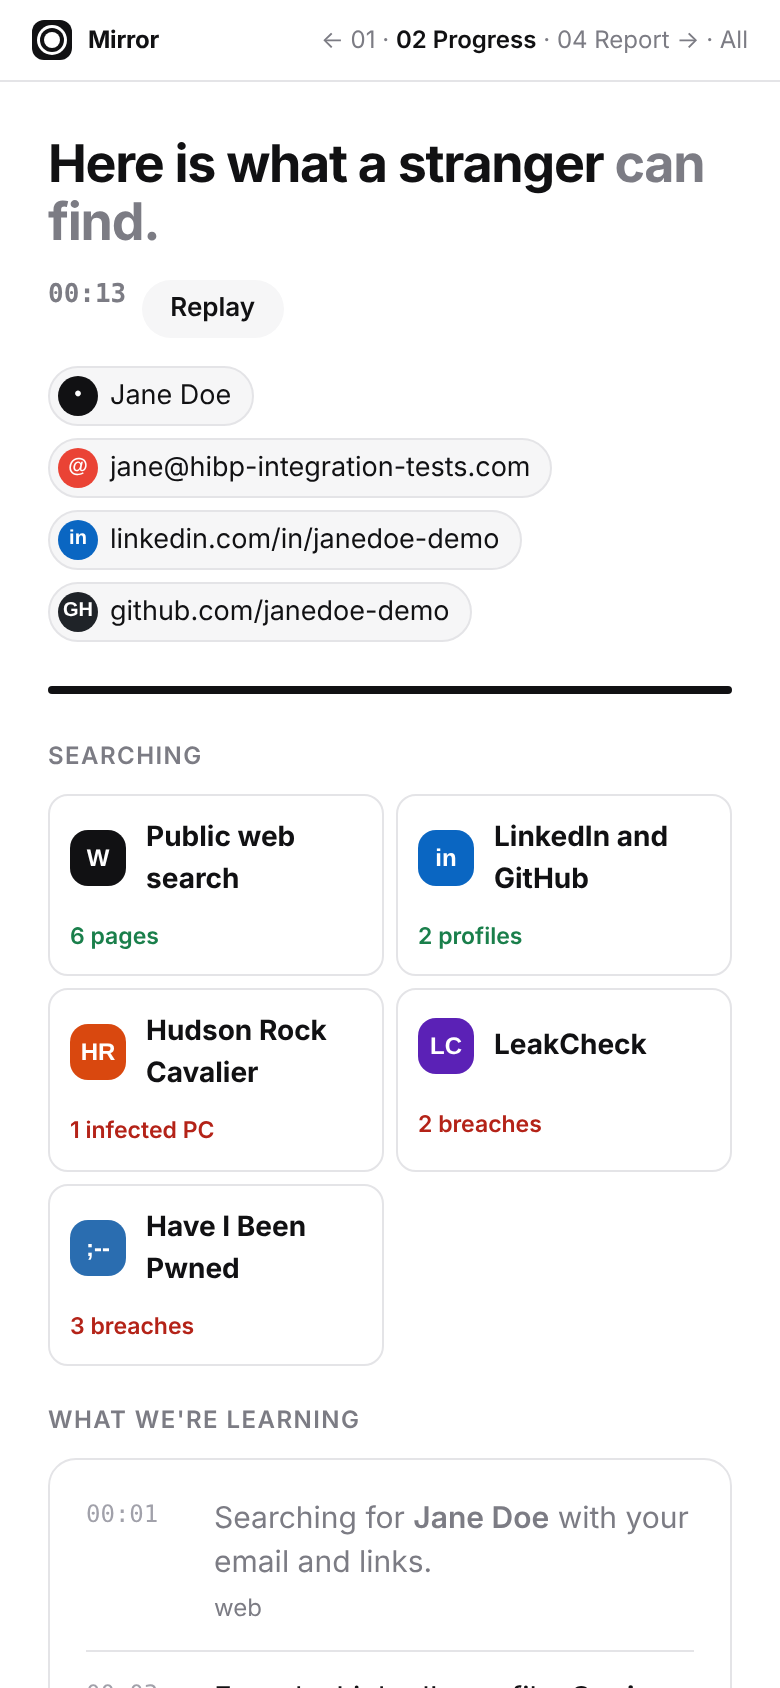 Mirror
← 01 · 02 Progress · 04 Report → · All
Here is what a stranger can
find.
00:13
Replay
Jane Doe
@ jane@hibp-integration-tests.com
in linkedin.com/in/janedoe-demo
GH github.com/janedoe-demo
SEARCHING
W Public web
search
6 pages
in LinkedIn and
GitHub
2 profiles
HR Hudson Rock
Cavalier
1 infected PC
LC LeakCheck
2 breaches
;-- Have I Been
Pwned
3 breaches
WHAT WE'RE LEARNING
00:01
Searching for Jane Doe with your
email and links.
web